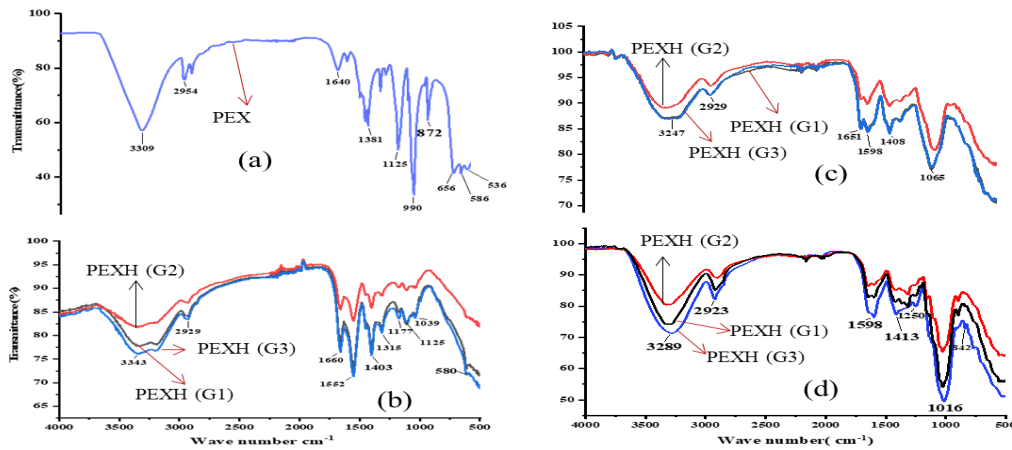 100
80
60
40
Transmittance(%)
3309
2954
PEX
1640
1381
1125
872
990
656
586
536
(a)
105
100
95
90
85
80
75
70
Transmittance(%)
PEXH (G2)
3247
2929
PEXH (G1)
PEXH (G3)
1651
1598
1408
1065
(c)
100
95
90
85
80
75
70
65
Transmittance(%)
PEXH (G2)
3343
2929
PEXH (G3)
PEXH (G1)
1660
1552
1403
1315
1177
1125
1039
580
(b)
4000 3500 3000 2500 2000 1500 1000 500
Wave number cm⁻¹
100
90
80
70
60
50
Transmittance(%)
PEXH (G2)
3289
2923
PEXH (G1)
PEXH (G3)
1598
1413
1250
842
1016
(d)
4000 3500 3000 2500 2000 1500 1000 500
Wave number( cm⁻¹)